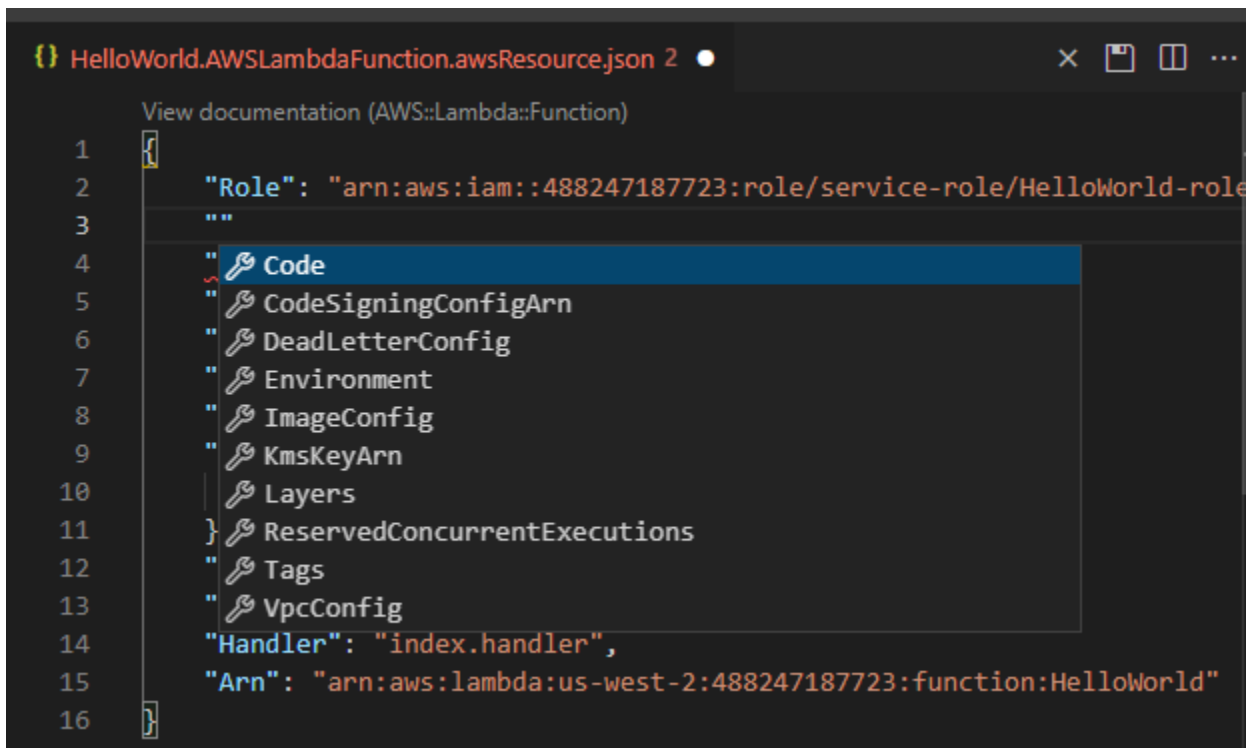 {} HelloWorld.AWSLambdaFunction.awsResource.json 2 ●
View documentation (AWS::Lambda::Function)
1 {
2 "Role": "arn:aws:iam::488247187723:role/service-role/HelloWorld-role
3 ""
4 " Code
5 " CodeSigningConfigArn
6 " DeadLetterConfig
7 " Environment
8 " ImageConfig
9 " KmsKeyArn
10 Layers
11 } ReservedConcurrentExecutions
12 " Tags
13 " VpcConfig
14 "Handler": "index.handler",
15 "Arn": "arn:aws:lambda:us-west-2:488247187723:function:HelloWorld"
16 }